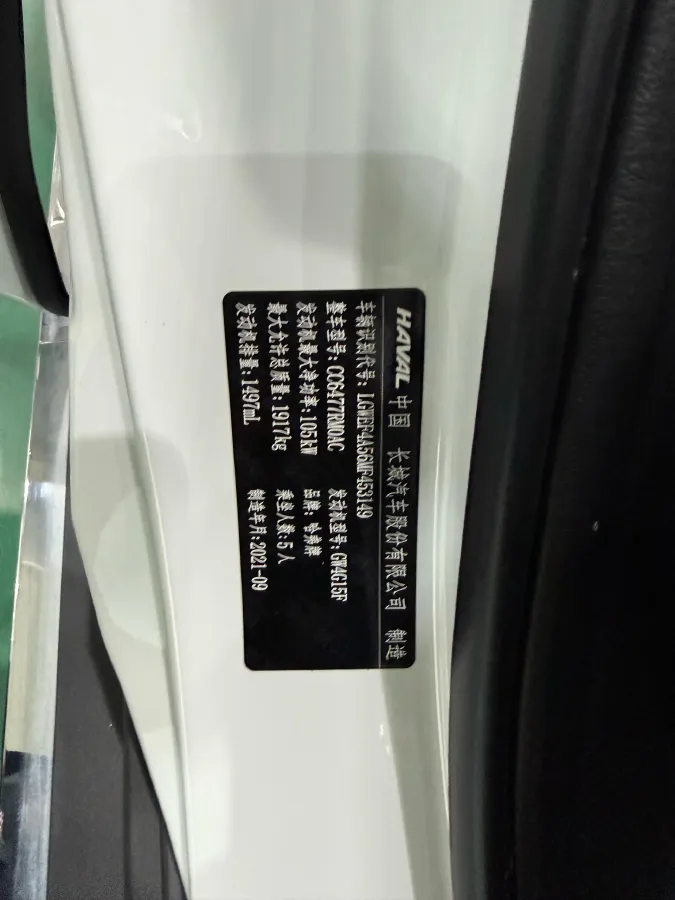 HAVAL 中国 长城汽车股份有限公司 制造
车辆识别代号: LGWEF4A56MF453149
整车型号: CC6477RM0AC 发动机型号: GW4G15F
发动机最大净功率: 105kW 品牌: 哈弗牌
最大允许总质量: 1917kg 乘坐人数: 5人
发动机排量: 1497mL 制造年月: 2021-09